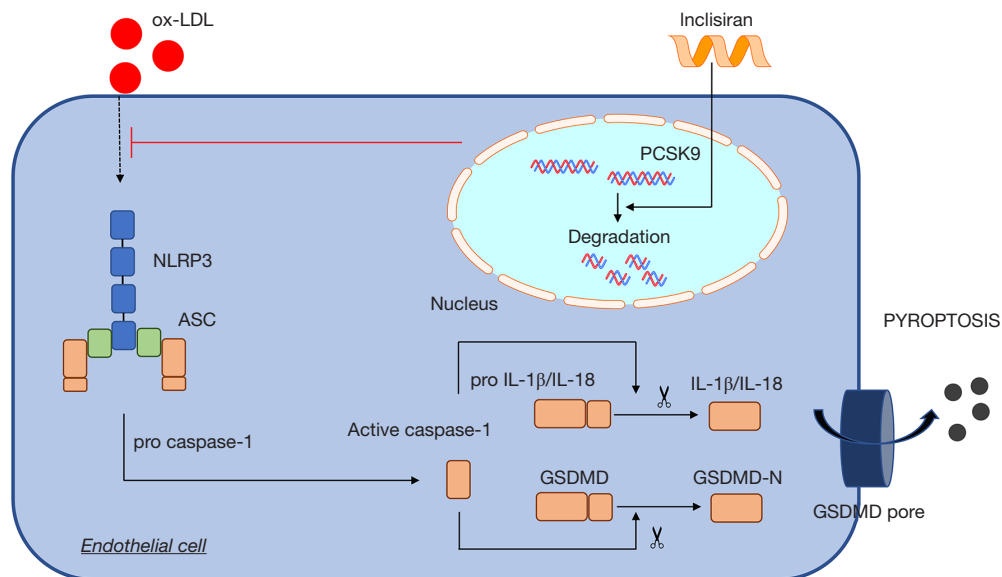 ox-LDL
Inclisiran
PCSK9
Degradation
NLRP3
Nucleus
ASC
PYROPTOSIS
pro IL-1β/IL-18
IL-1β/IL-18
pro caspase-1
Active caspase-1
GSDMD
GSDMD-N
GSDMD pore
Endothelial cell